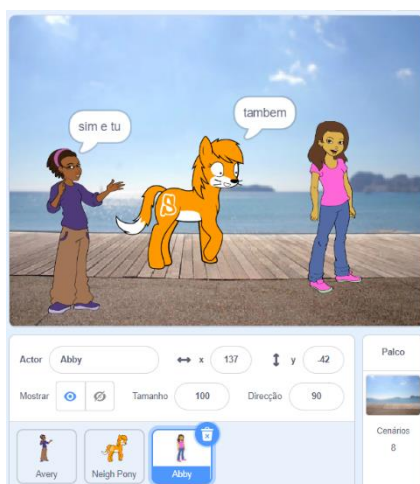 sim e tu
tambem
S
Actor Abby x 137 y -42
Palco
Mostrar Tamanho 100 Direcção 90
Cenários
8
Avery Neigh Pony Abby